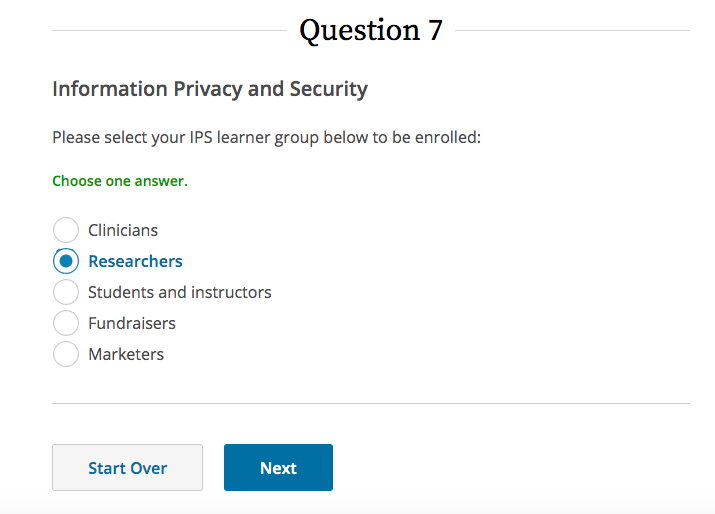 Question 7
Information Privacy and Security
Please select your IPS learner group below to be enrolled:
Choose one answer.
Clinicians
Researchers
Students and instructors
Fundraisers
Marketers
Start Over
Next